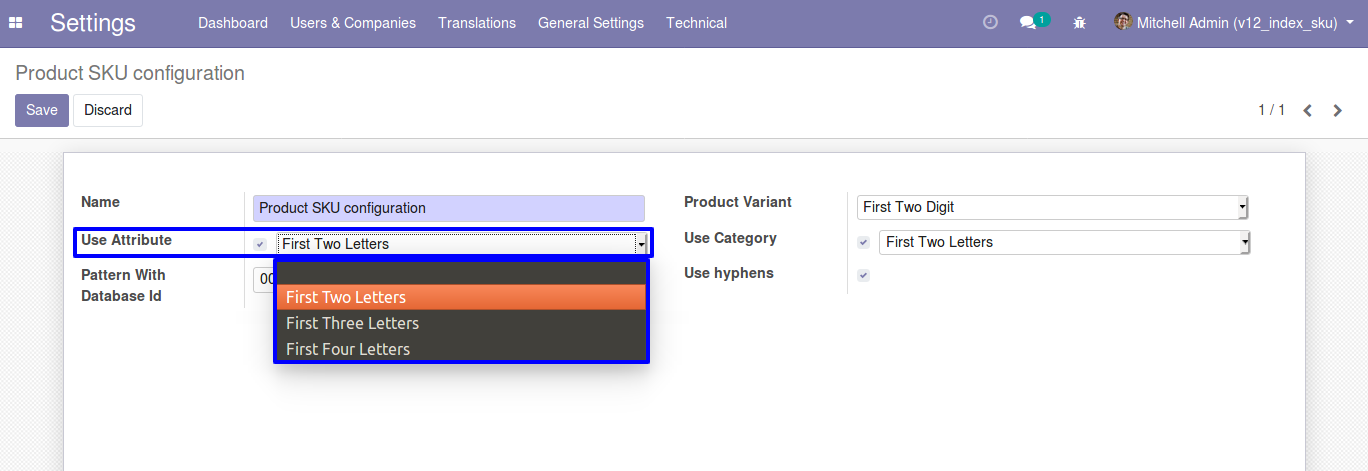 Settings
Dashboard Users & Companies Translations General Settings Technical
1 Mitchell Admin (v12_index_sku)
Product SKU configuration
Save Discard
1 / 1
Name Product SKU configuration
Product Variant First Two Digit
Use Attribute First Two Letters
Use Category First Two Letters
Pattern With
Database Id
Use hyphens
First Two Letters
First Three Letters
First Four Letters